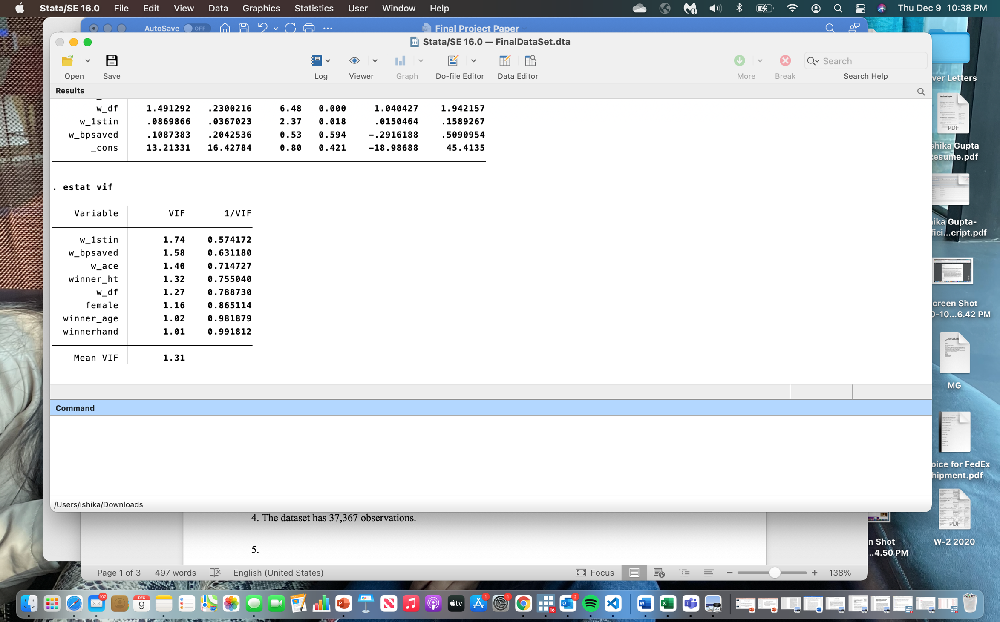 Stata/SE 16.0 File Edit View Data Graphics Statistics User Window Help Thu Dec 9 10:38 PM
AutoSave OFF Final Project Paper
Stata/SE 16.0 — FinalDataSet.dta
Search
Open Save Log Viewer Graph Do-file Editor Data Editor More Break Search Help
Results
w_df 1.491292 .2300216 6.48 0.000 1.040427 1.942157
w_1stin .0869866 .0367023 2.37 0.018 .0150464 .1589267
w_bpsaved .1087383 .2042536 0.53 0.594 -.2916188 .5090954
_cons 13.21331 16.42784 0.80 0.421 -18.98688 45.4135
. estat vif
Variable VIF 1/VIF
w_1stin 1.74 0.574172
w_bpsaved 1.58 0.631180
w_ace 1.40 0.714727
winner_ht 1.32 0.755040
w_df 1.27 0.788730
female 1.16 0.865114
winner_age 1.02 0.981879
winnerhand 1.01 0.991812
Mean VIF 1.31
Command
/Users/ishika/Downloads
4. The dataset has 37,367 observations.
5.
Page 1 of 3 497 words English (United States) Focus 138%
ver Letters
PDF
shika Gupta
esume.pdf
ika Gupta-
fici...cript.pdf
creen Shot
0-10...6.42 PM
MG
oice for FedEx
hipment.pdf
PDF
n Shot
...4.50 PM
W-2 2020
107
DEC
9
tv
1
1
16
2